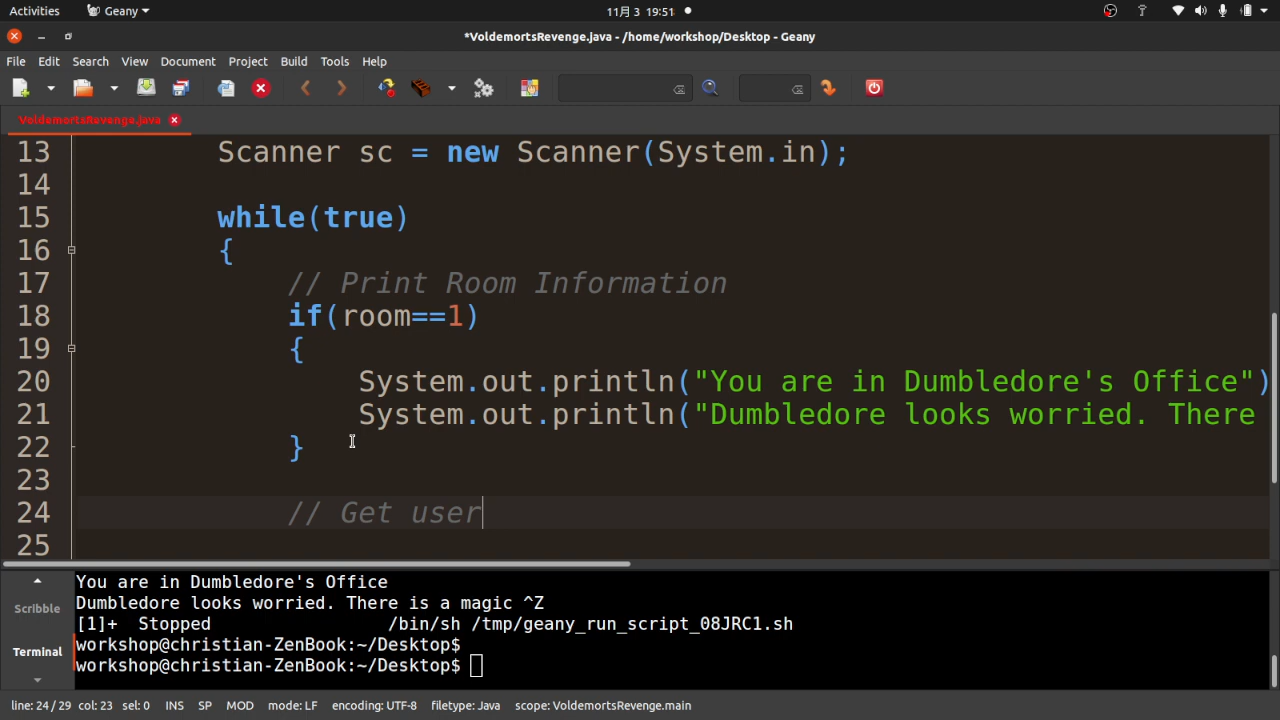 Activities Geany 11月 3 19:51
*VoldemortsRevenge.java - /home/workshop/Desktop - Geany
File Edit Search View Document Project Build Tools Help
VoldemortsRevenge.java
13 Scanner sc = new Scanner(System.in);
14
15 while(true)
16 {
17 // Print Room Information
18 if(room==1)
19 {
20 System.out.println("You are in Dumbledore's Office")
21 System.out.println("Dumbledore looks worried. There
22 }
23
24 // Get user
25
You are in Dumbledore's Office
Scribble
Dumbledore looks worried. There is a magic ^Z
[1]+ Stopped /bin/sh /tmp/geany_run_script_08JRC1.sh
Terminal
workshop@christian-ZenBook:~/Desktop$
workshop@christian-ZenBook:~/Desktop$
line: 24 / 29 col: 23 sel: 0 INS SP MOD mode: LF encoding: UTF-8 filetype: Java scope: VoldemortsRevenge.main